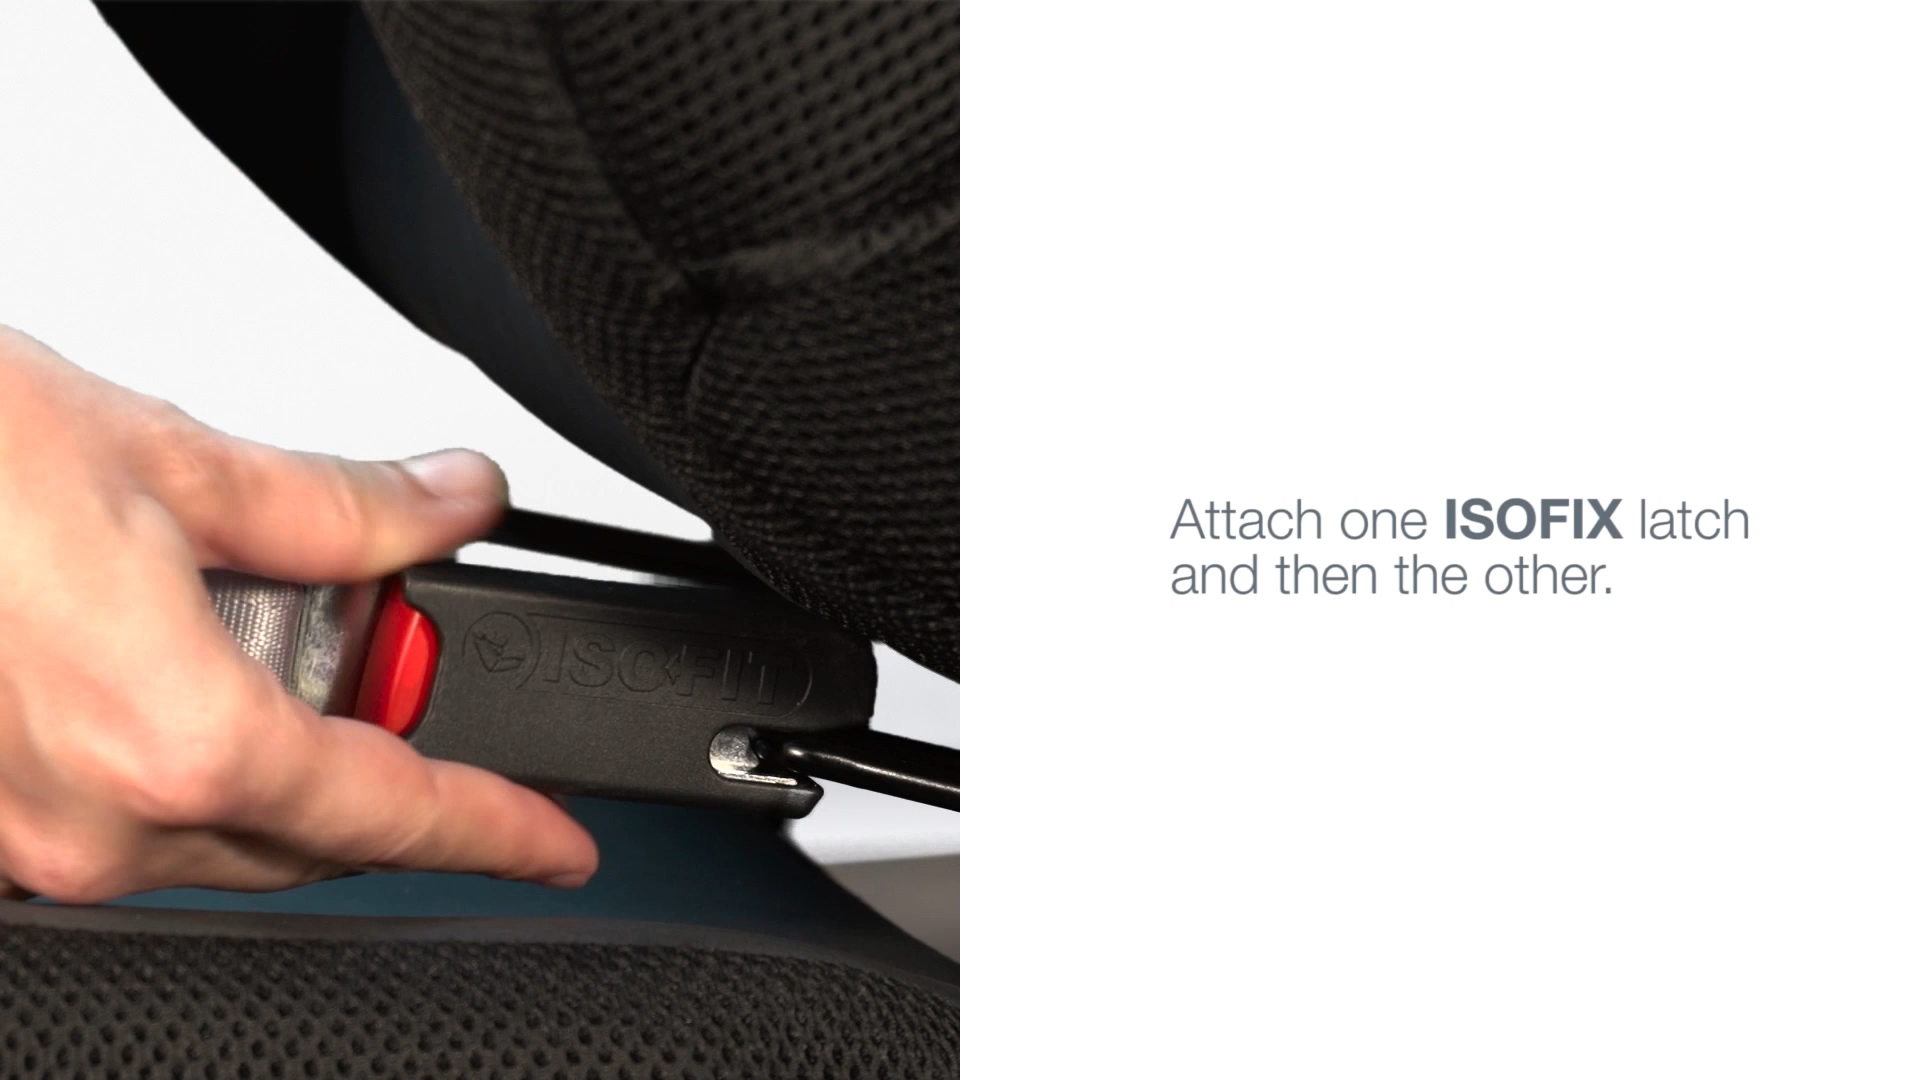 ISOFIT
Attach one ISOFIX latch
and then the other.